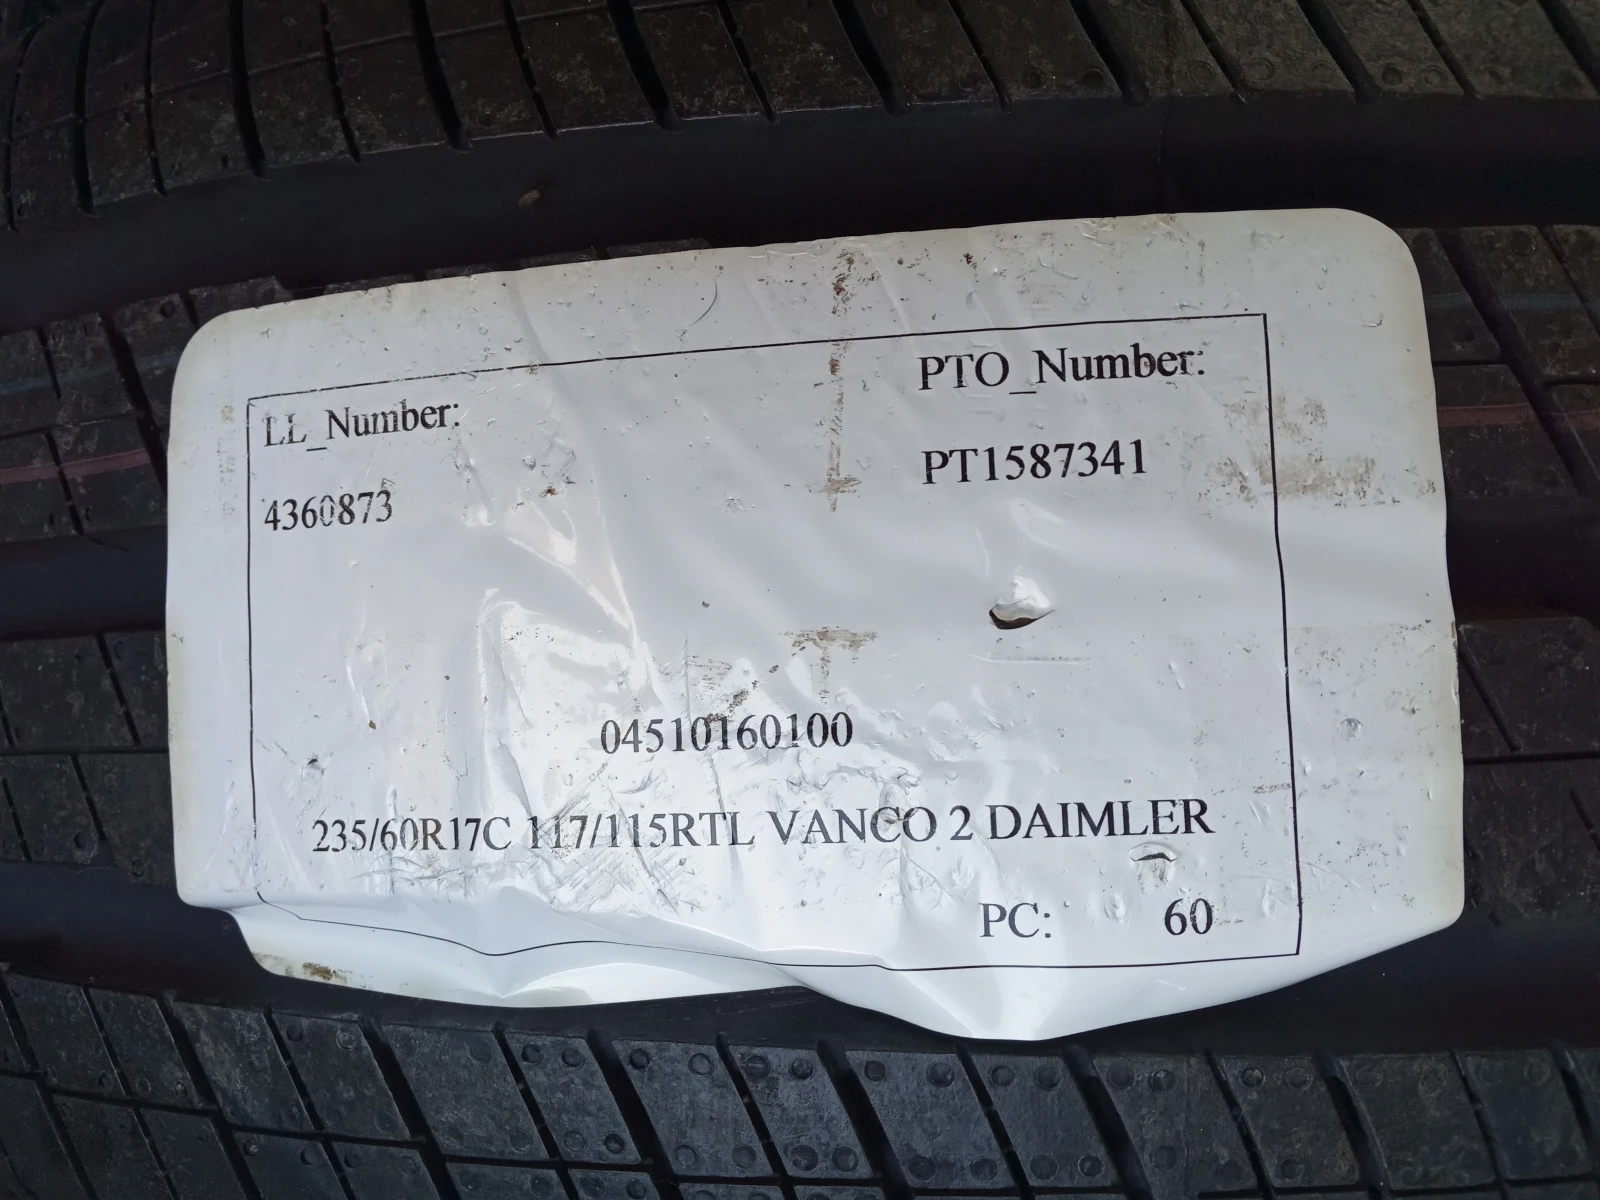 LL_Number:
PTO_Number:
4360873
PT1587341
04510160100
235/60R17C 117/115RTL VANCO 2 DAIMLER
PC: 60